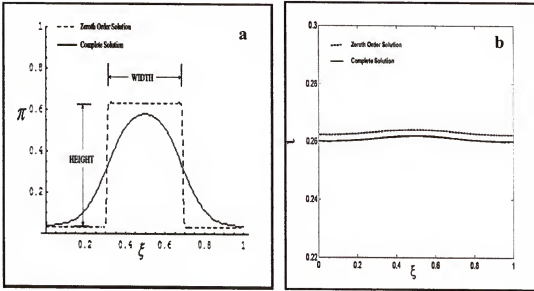 a
1
0.8
0.6
0.4
0.2
π
Zeroth Order Solution
Complete Solution
WIDTH
HEIGHT
0.2
0.4
0.6
0.8
1
ξ
b
0.3
0.28
0.26
0.24
0.22
ι
Zeroth Order Solution
Complete Solution
0
0.2
0.4
0.6
0.8
1
ξ